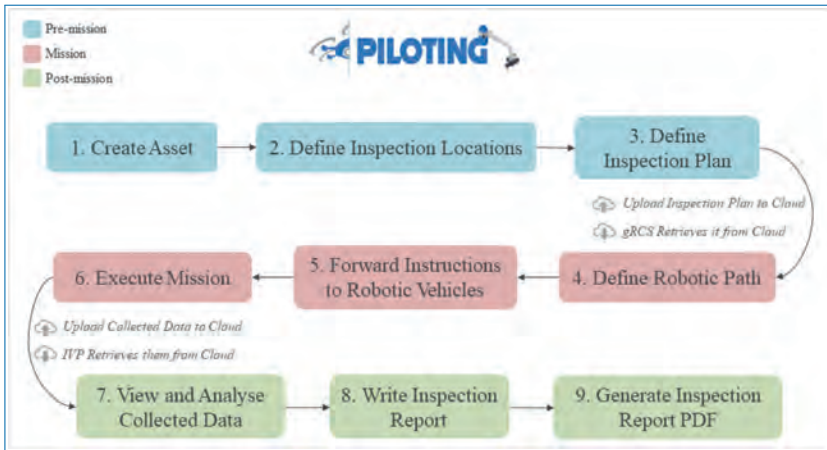 Pre-mission
Mission
Post-mission
PILOTING
1. Create Asset
2. Define Inspection Locations
3. Define
Inspection Plan
Upload Inspection Plan to Cloud
gRCS Retrieves it from Cloud
6. Execute Mission
5. Forward Instructions
to Robotic Vehicles
4. Define Robotic Path
Upload Collected Data to Cloud
IVP Retrieves them from Cloud
7. View and Analyse
Collected Data
8. Write Inspection
Report
9. Generate Inspection
Report PDF